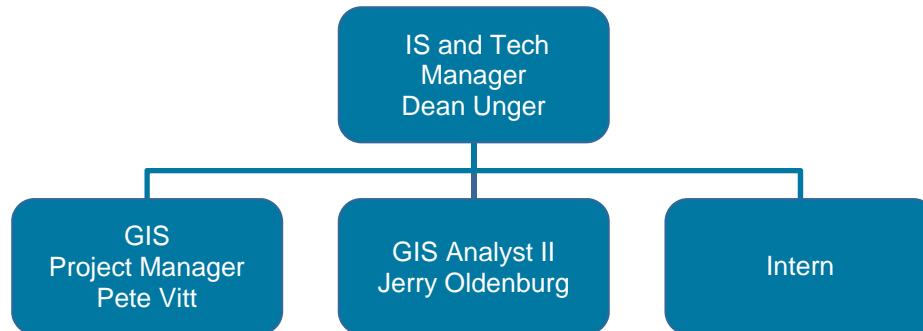 IS and Tech
Manager
Dean Unger
GIS
Project Manager
Pete Vitt
GIS Analyst II
Jerry Oldenburg
Intern